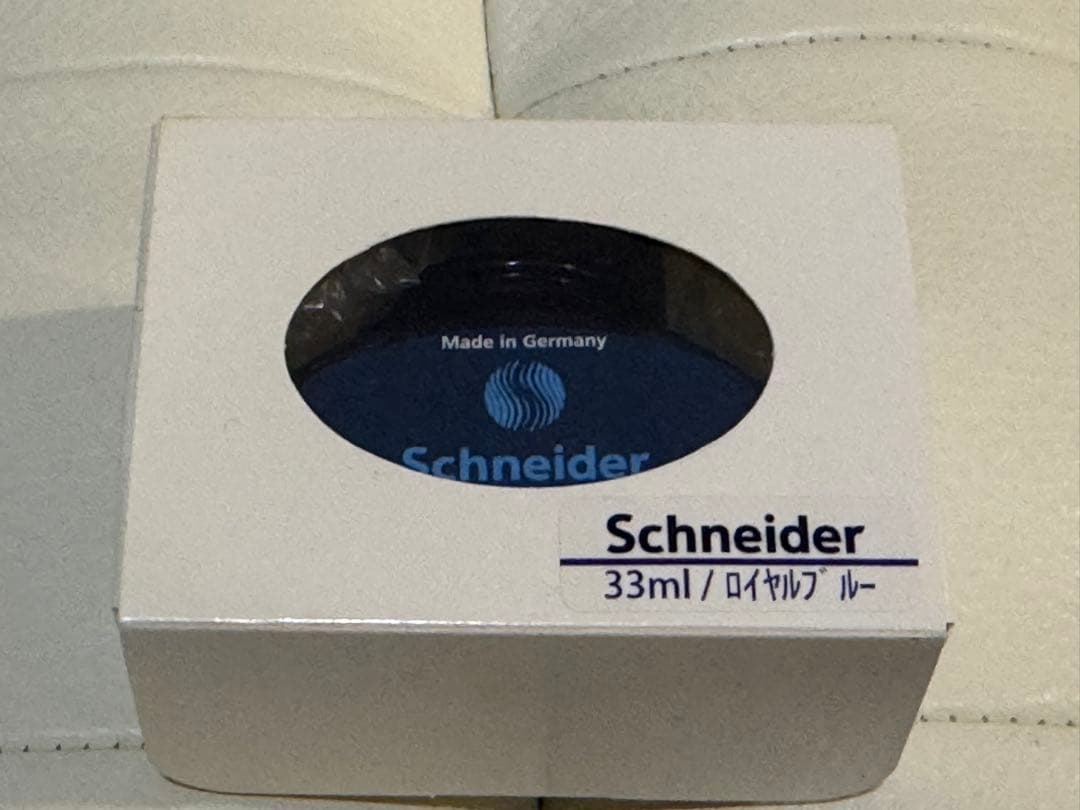 Made in Germany
Schneider
Schneider
33ml / ﾛｲﾔﾙﾌﾞﾙｰ